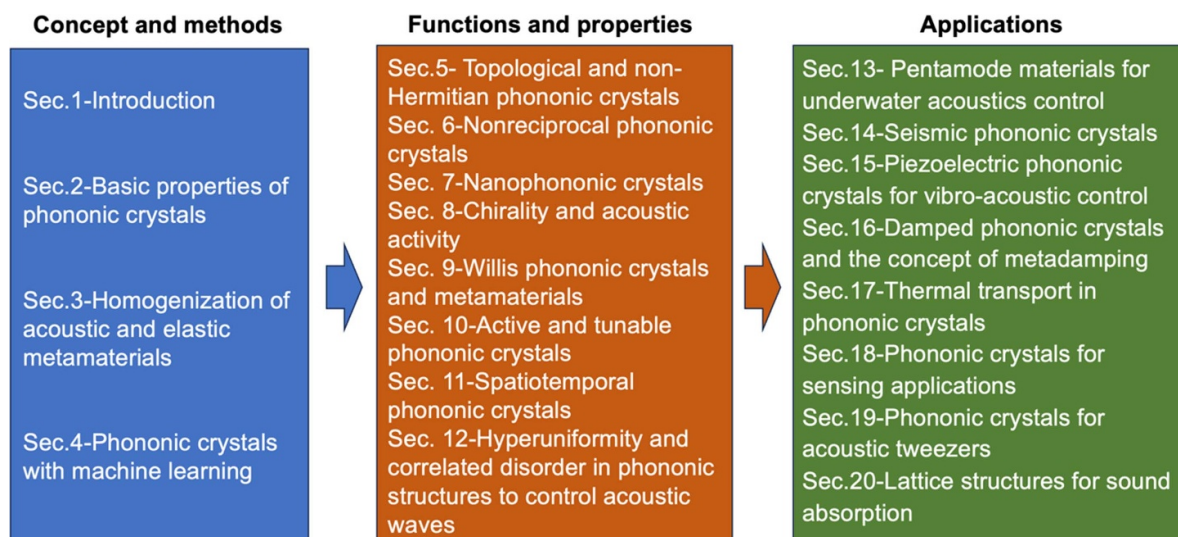 Concept and methods
Sec.1-Introduction
Sec.2-Basic properties of
phononic crystals
Sec.3-Homogenization of
acoustic and elastic
metamaterials
Sec.4-Phononic crystals
with machine learning
Functions and properties
Sec.5- Topological and non-
Hermitian phononic crystals
Sec. 6-Nonreciprocal phononic
crystals
Sec. 7-Nanophononic crystals
Sec. 8-Chirality and acoustic
activity
Sec. 9-Willis phononic crystals
and metamaterials
Sec. 10-Active and tunable
phononic crystals
Sec. 11-Spatiotemporal
phononic crystals
Sec. 12-Hyperuniformity and
correlated disorder in phononic
structures to control acoustic
waves
Applications
Sec.13- Pentamode materials for
underwater acoustics control
Sec.14-Seismic phononic crystals
Sec.15-Piezoelectric phononic
crystals for vibro-acoustic control
Sec.16-Damped phononic crystals
and the concept of metadamping
Sec.17-Thermal transport in
phononic crystals
Sec.18-Phononic crystals for
sensing applications
Sec.19-Phononic crystals for
acoustic tweezers
Sec.20-Lattice structures for sound
absorption